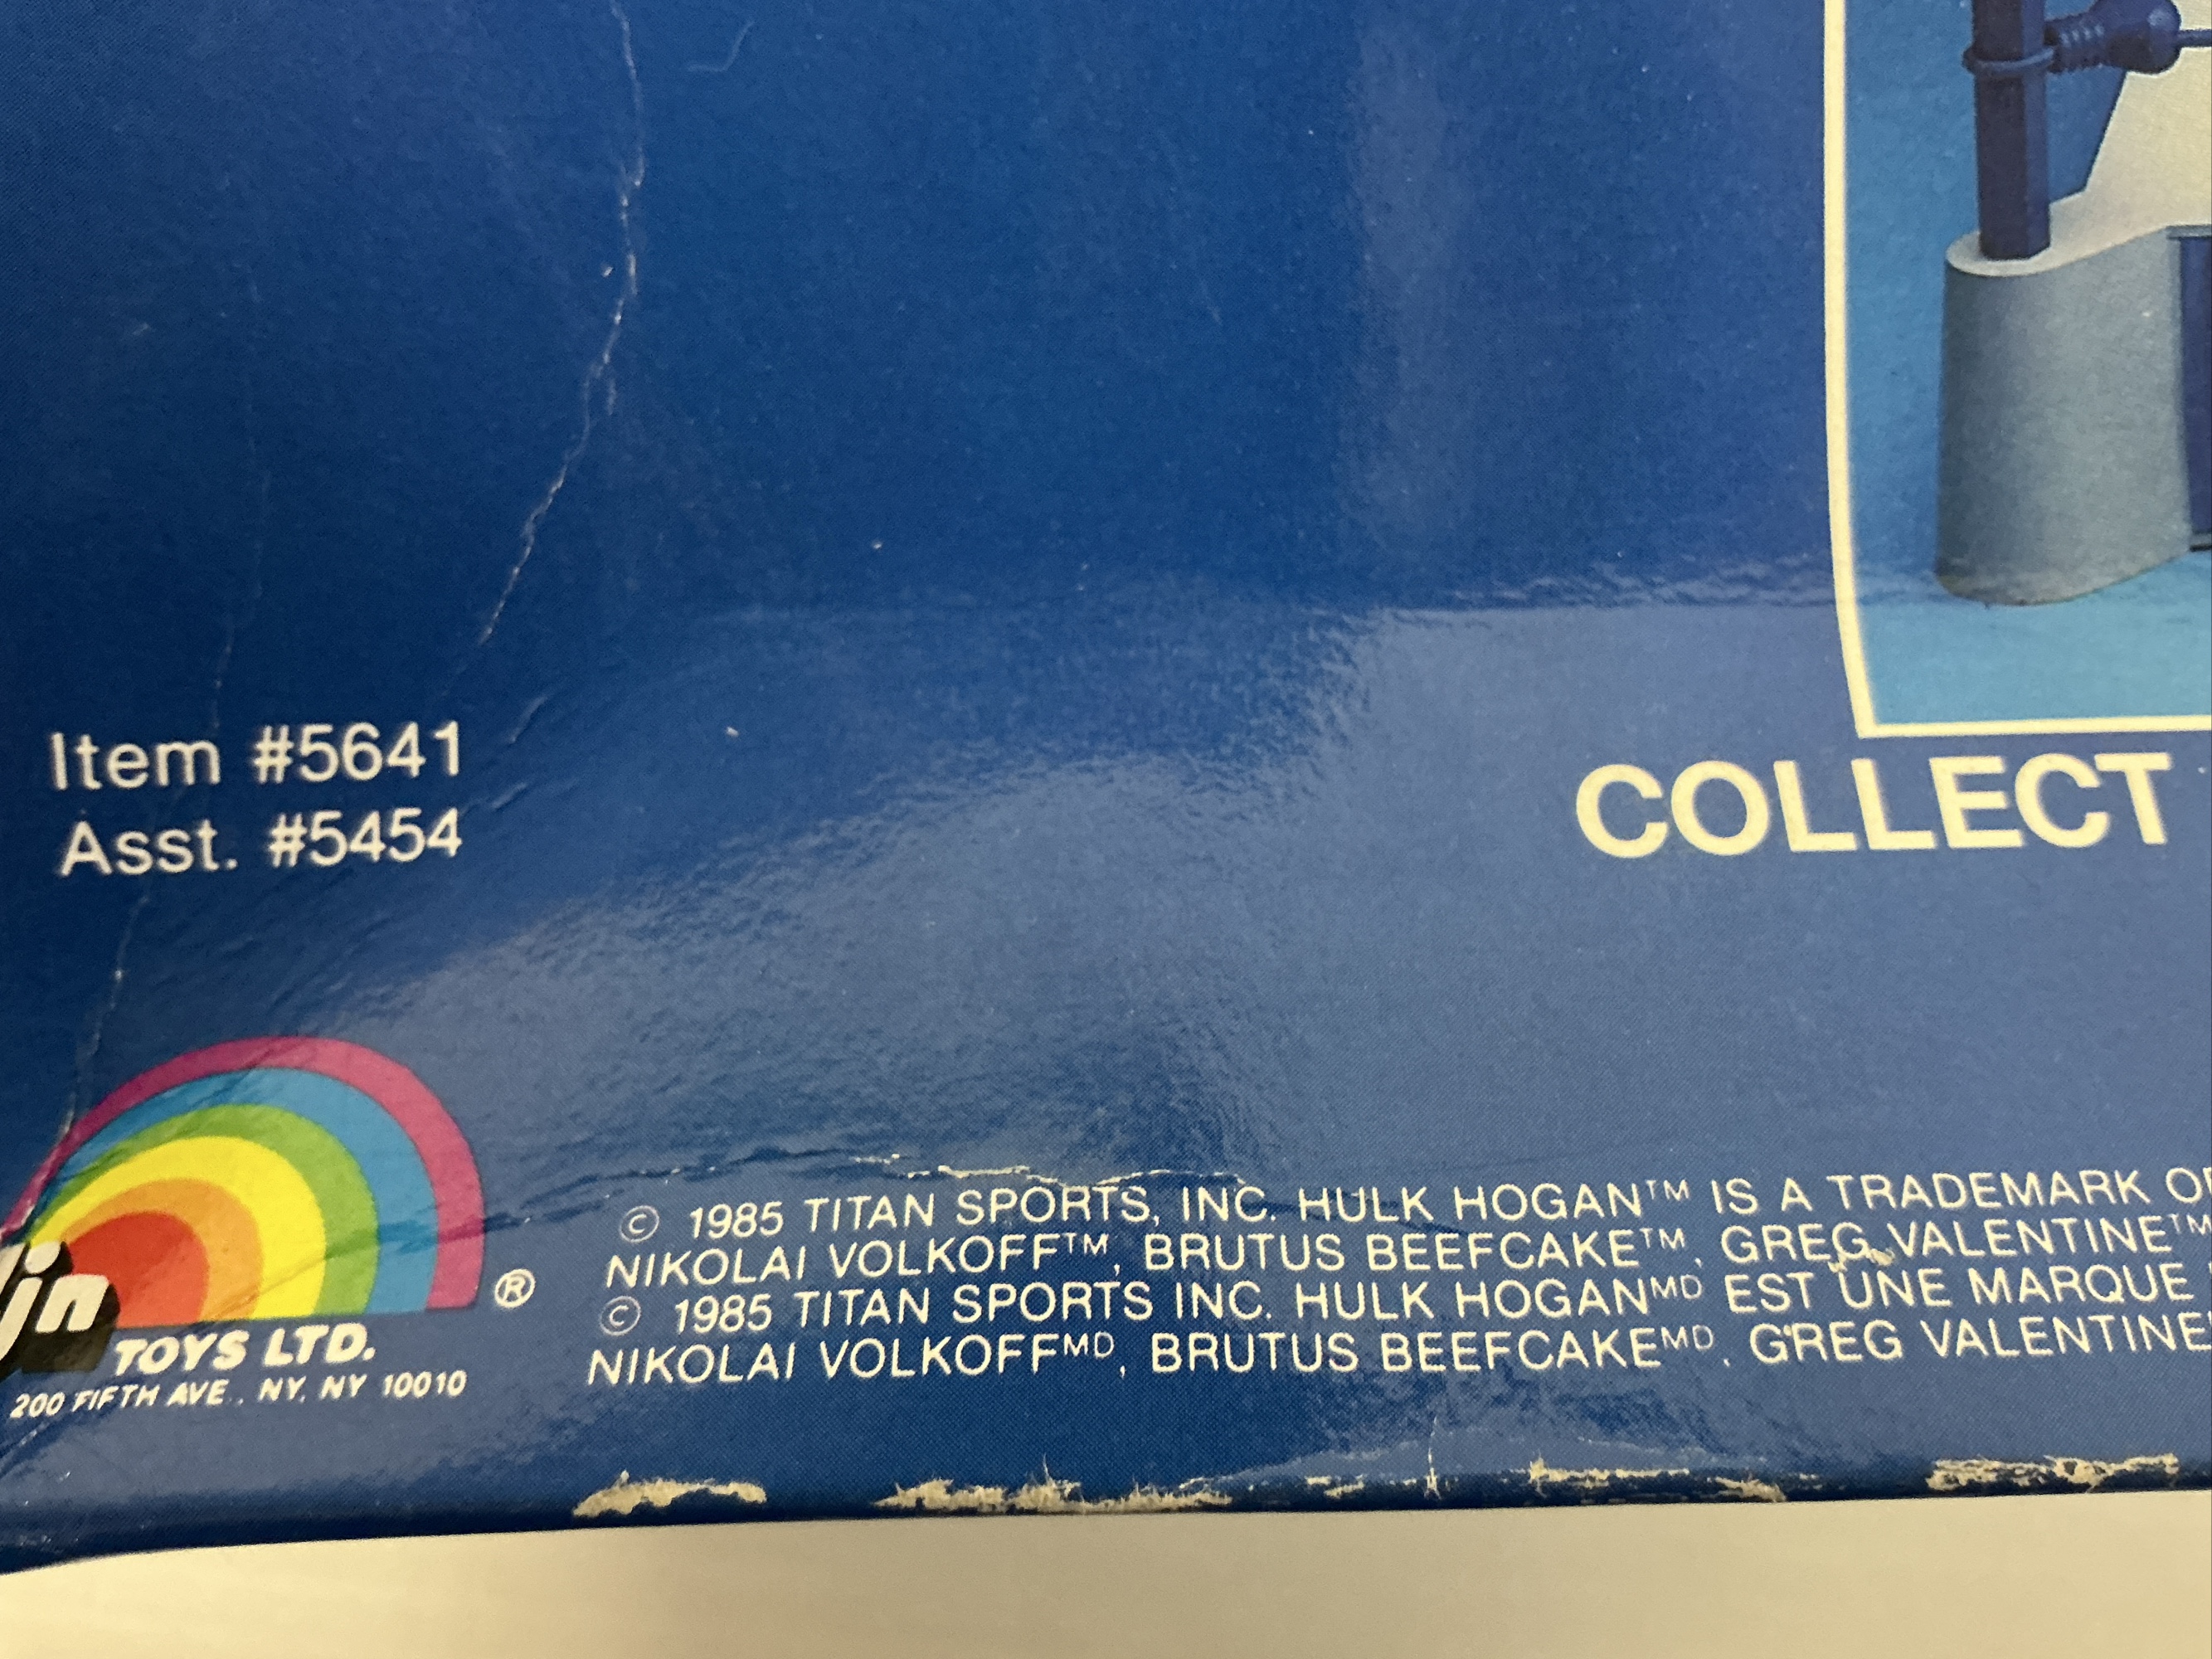 Item #5641
Asst. #5454
COLLECT
ljn
TOYS LTD.
200 FIFTH AVE., NY, NY 10010
®
© 1985 TITAN SPORTS, INC. HULK HOGAN™ IS A TRADEMARK OF
NIKOLAI VOLKOFF™, BRUTUS BEEFCAKE™, GREG VALENTINE™
© 1985 TITAN SPORTS INC. HULK HOGANᴹᴰ EST UNE MARQUE
NIKOLAI VOLKOFFᴹᴰ, BRUTUS BEEFCAKEᴹᴰ, GREG VALENTINE